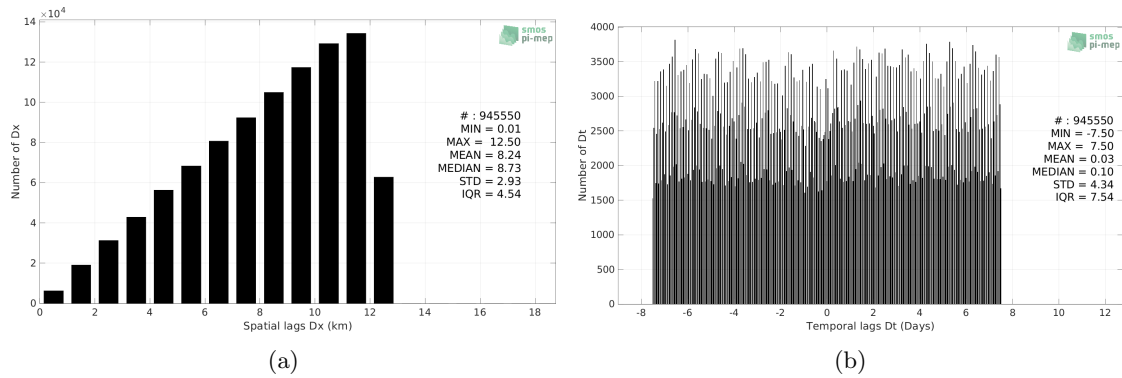 ×10⁴
14
12
10
8
6
4
2
0
Number of Dx
0 2 4 6 8 10 12 14 16 18
Spatial lags Dx (km)
smos
pi-mep
# : 945550
MIN = 0.01
MAX = 12.50
MEAN = 8.24
MEDIAN = 8.73
STD = 2.93
IQR = 4.54
(a)
4000
3500
3000
2500
2000
1500
1000
500
0
Number of Dt
-8 -6 -4 -2 0 2 4 6 8 10 12
Temporal lags Dt (Days)
smos
pi-mep
# : 945550
MIN = -7.50
MAX = 7.50
MEAN = 0.03
MEDIAN = 0.10
STD = 4.34
IQR = 7.54
(b)